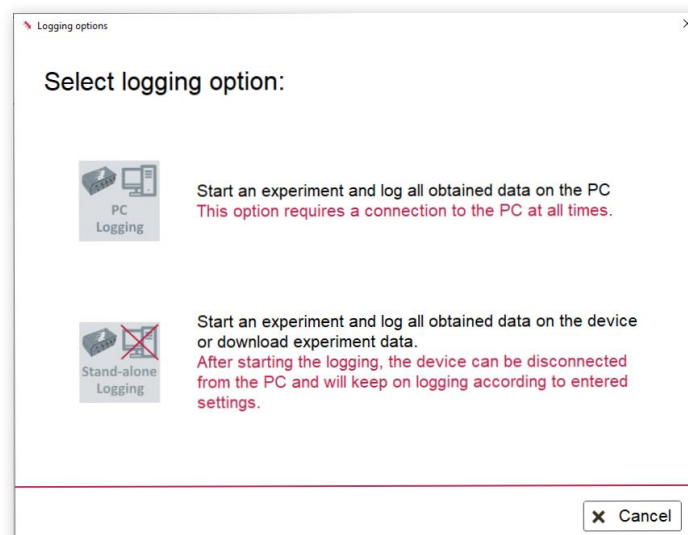 Logging options
Select logging option:
PC
Logging
Start an experiment and log all obtained data on the PC
This option requires a connection to the PC at all times.
Stand-alone
Logging
Start an experiment and log all obtained data on the device
or download experiment data.
After starting the logging, the device can be disconnected
from the PC and will keep on logging according to entered
settings.
Cancel